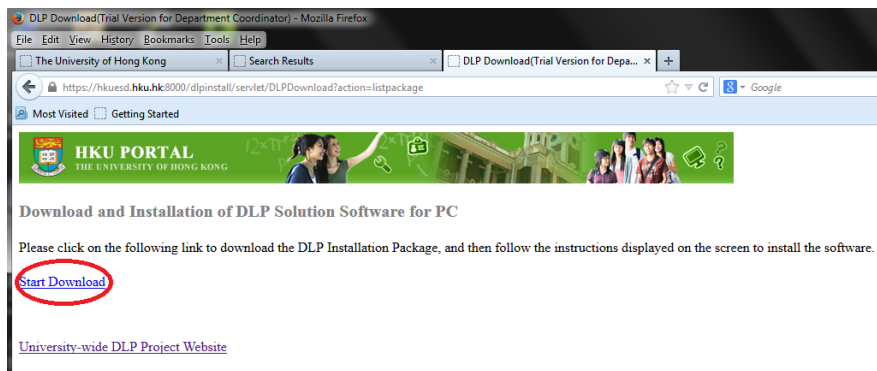 DLP Download(Trial Version for Department Coordinator) - Mozilla Firefox
File Edit View History Bookmarks Tools Help
The University of Hong Kong × Search Results × DLP Download(Trial Version for Depa... × +
https://hkuesd.hku.hk:8000/dlpinstall/servlet/DLPDownload?action=listpackage Google
Most Visited Getting Started
HKU PORTAL
THE UNIVERSITY OF HONG KONG
Download and Installation of DLP Solution Software for PC
Please click on the following link to download the DLP Installation Package, and then follow the instructions displayed on the screen to install the software.
Start Download
University-wide DLP Project Website